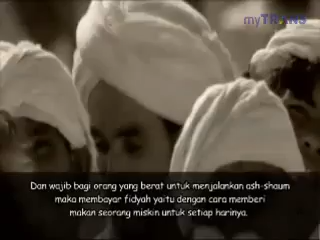 myTRANS
Dan wajib bagi orang yang berat untuk menjalankan ash-shaum
maka membayar fidyah yaitu dengan cara memberi
makan seorang miskin untuk setiap harinya.